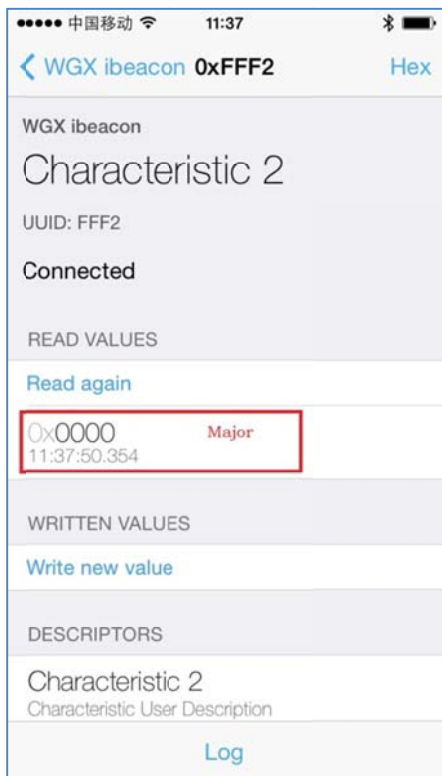 中国移动 11:37
WGX ibeacon 0xFFF2 Hex
WGX ibeacon
Characteristic 2
UUID: FFF2
Connected
READ VALUES
Read again
0x0000 Major
11:37:50.354
WRITTEN VALUES
Write new value
DESCRIPTORS
Characteristic 2
Characteristic User Description
Log